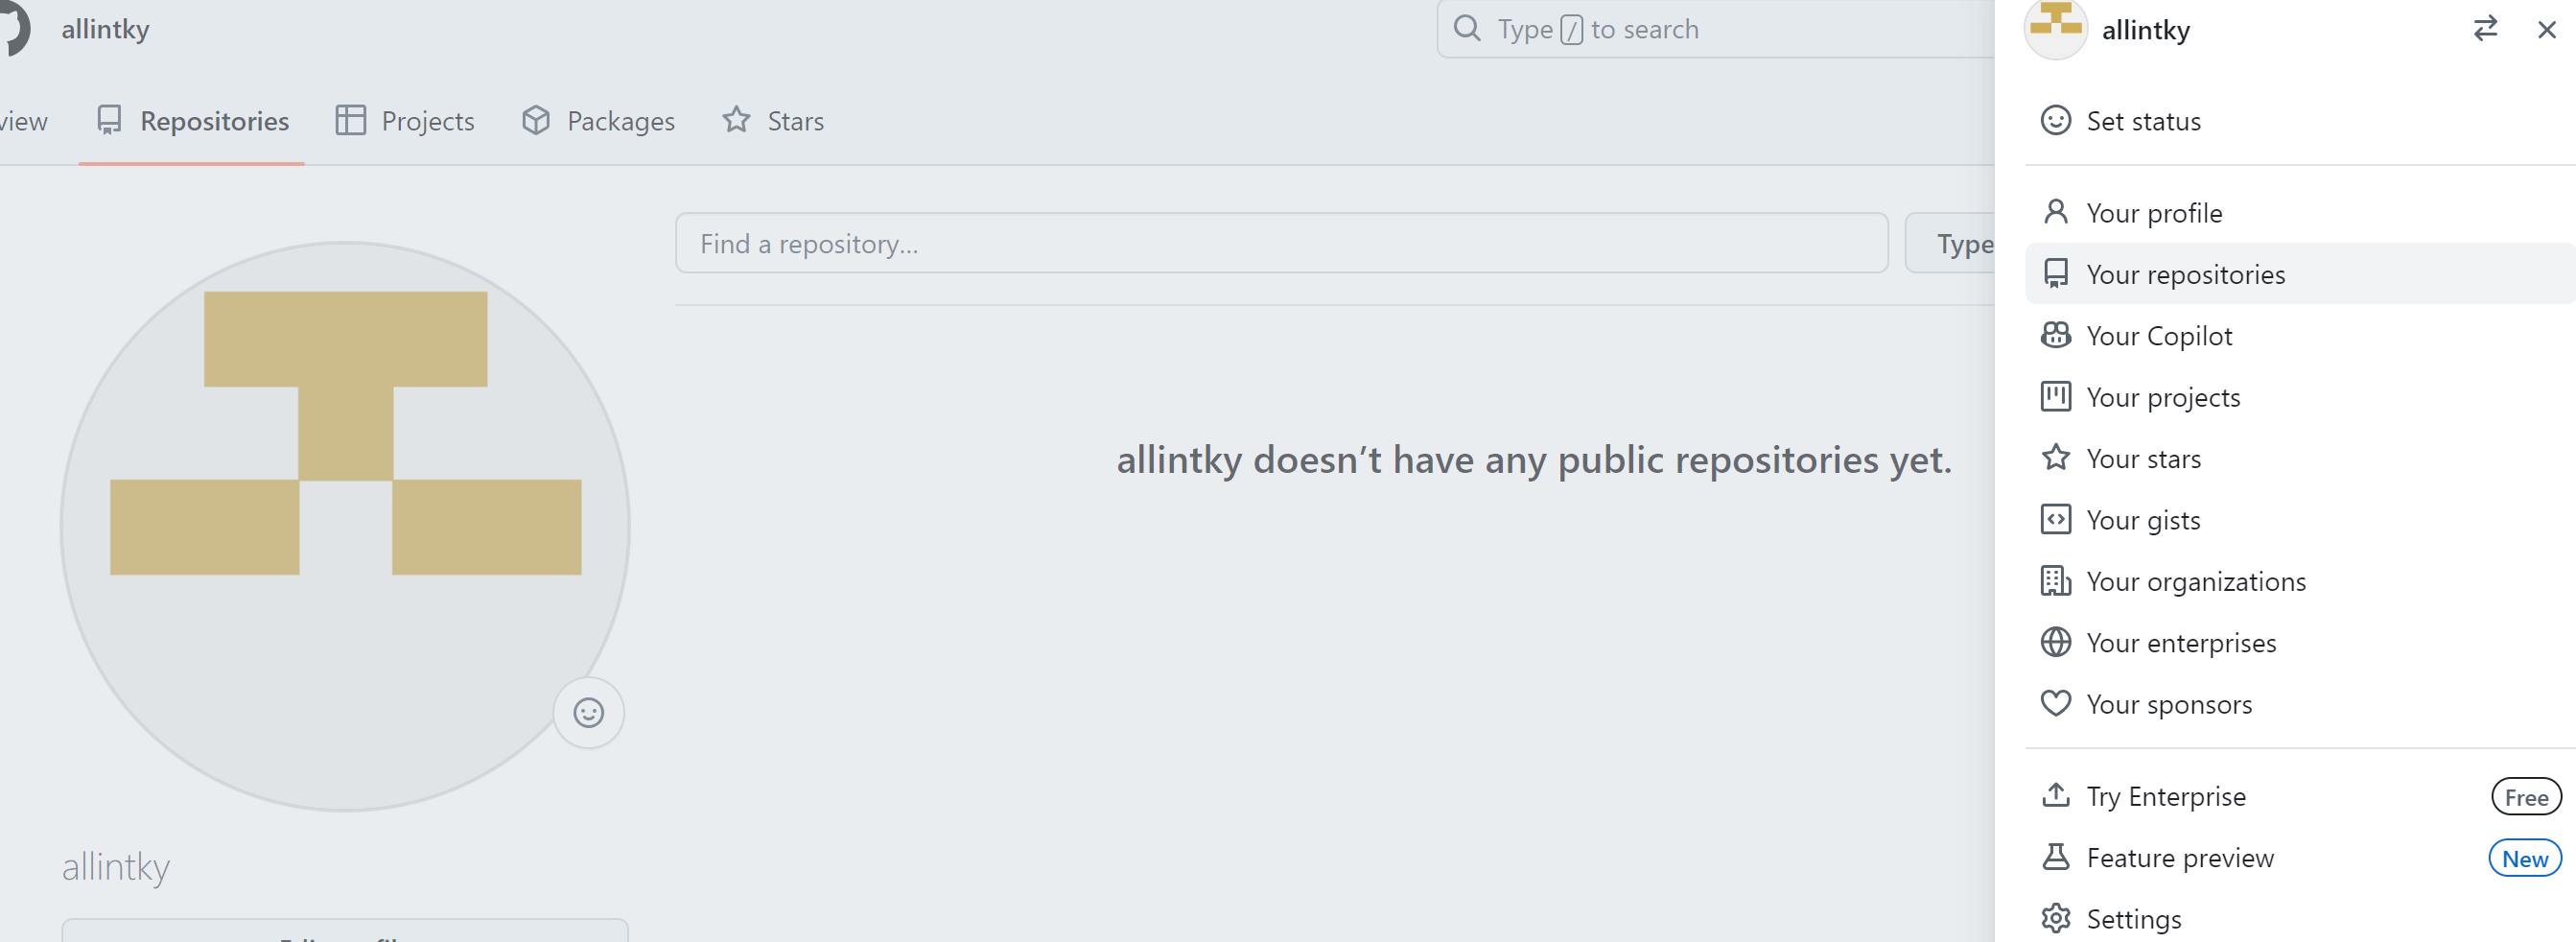 allintky
Type / to search
Repositories
Projects
Packages
Stars
Find a repository...
Type
allintky doesn't have any public repositories yet.
allintky
allintky
Set status
Your profile
Your repositories
Your Copilot
Your projects
Your stars
Your gists
Your organizations
Your enterprises
Your sponsors
Try Enterprise
Free
Feature preview
New
Settings